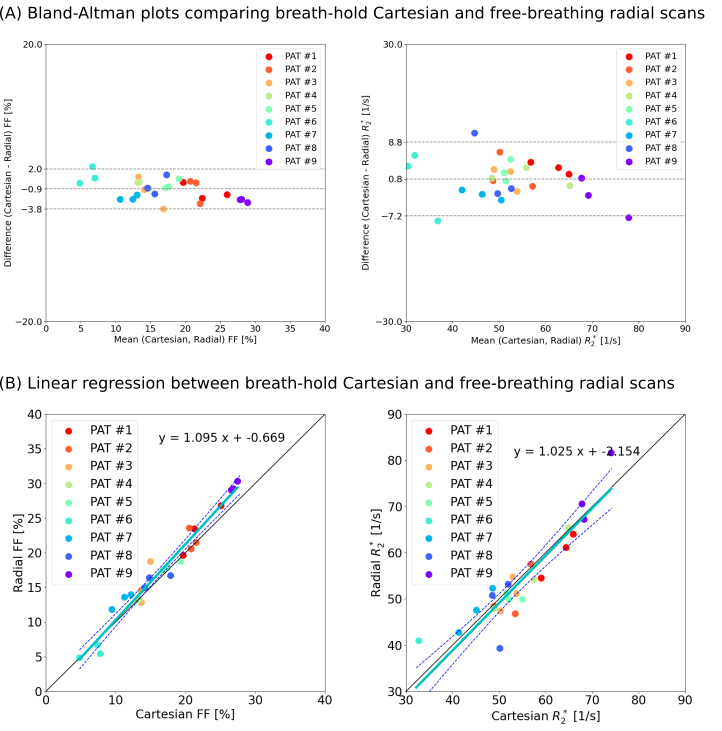 (A) Bland-Altman plots comparing breath-hold Cartesian and free-breathing radial scans
Difference (Cartesian - Radial) FF [%]
20.0
2.0
−0.9
−3.8
−20.0
PAT #1
PAT #2
PAT #3
PAT #4
PAT #5
PAT #6
PAT #7
PAT #8
PAT #9
0 5 10 15 20 25 30 35 40
Mean (Cartesian, Radial) FF [%]
Difference (Cartesian - Radial) R₂* [1/s]
30.0
8.8
0.8
−7.2
−30.0
PAT #1
PAT #2
PAT #3
PAT #4
PAT #5
PAT #6
PAT #7
PAT #8
PAT #9
30 40 50 60 70 80 90
Mean (Cartesian, Radial) R₂* [1/s]
(B) Linear regression between breath-hold Cartesian and free-breathing radial scans
Radial FF [%]
40
35
30
25
20
15
10
5
0
PAT #1
PAT #2
PAT #3
PAT #4
PAT #5
PAT #6
PAT #7
PAT #8
PAT #9
y = 1.095 x + -0.669
0 10 20 30 40
Cartesian FF [%]
Radial R₂* [1/s]
90
80
70
60
50
40
30
PAT #1
PAT #2
PAT #3
PAT #4
PAT #5
PAT #6
PAT #7
PAT #8
PAT #9
y = 1.025 x + -2.154
30 40 50 60 70 80 90
Cartesian R₂* [1/s]